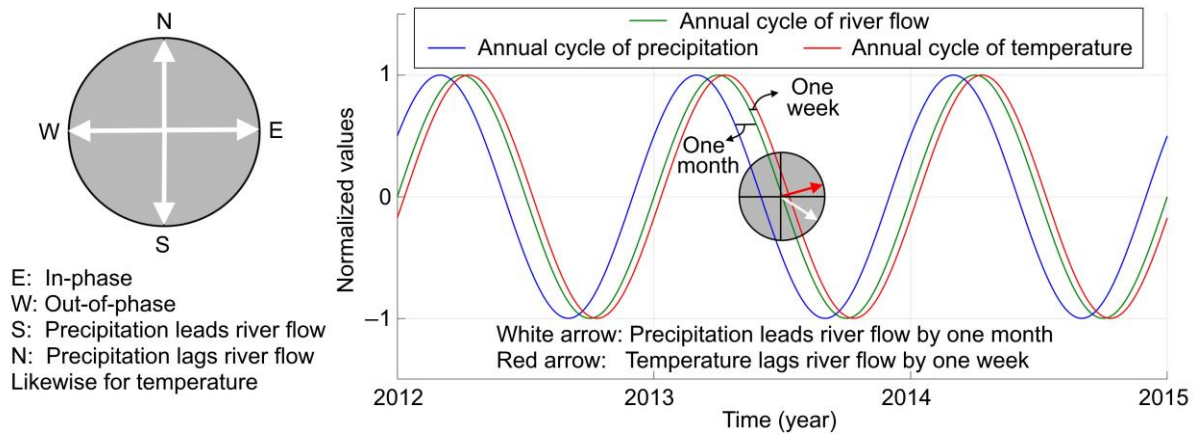 N
W
E
S
E: In-phase
W: Out-of-phase
S: Precipitation leads river flow
N: Precipitation lags river flow
Likewise for temperature
Annual cycle of river flow
Annual cycle of precipitation
Annual cycle of temperature
Normalized values
1
0
−1
One
week
One
month
White arrow: Precipitation leads river flow by one month
Red arrow: Temperature lags river flow by one week
2012
2013
2014
2015
Time (year)